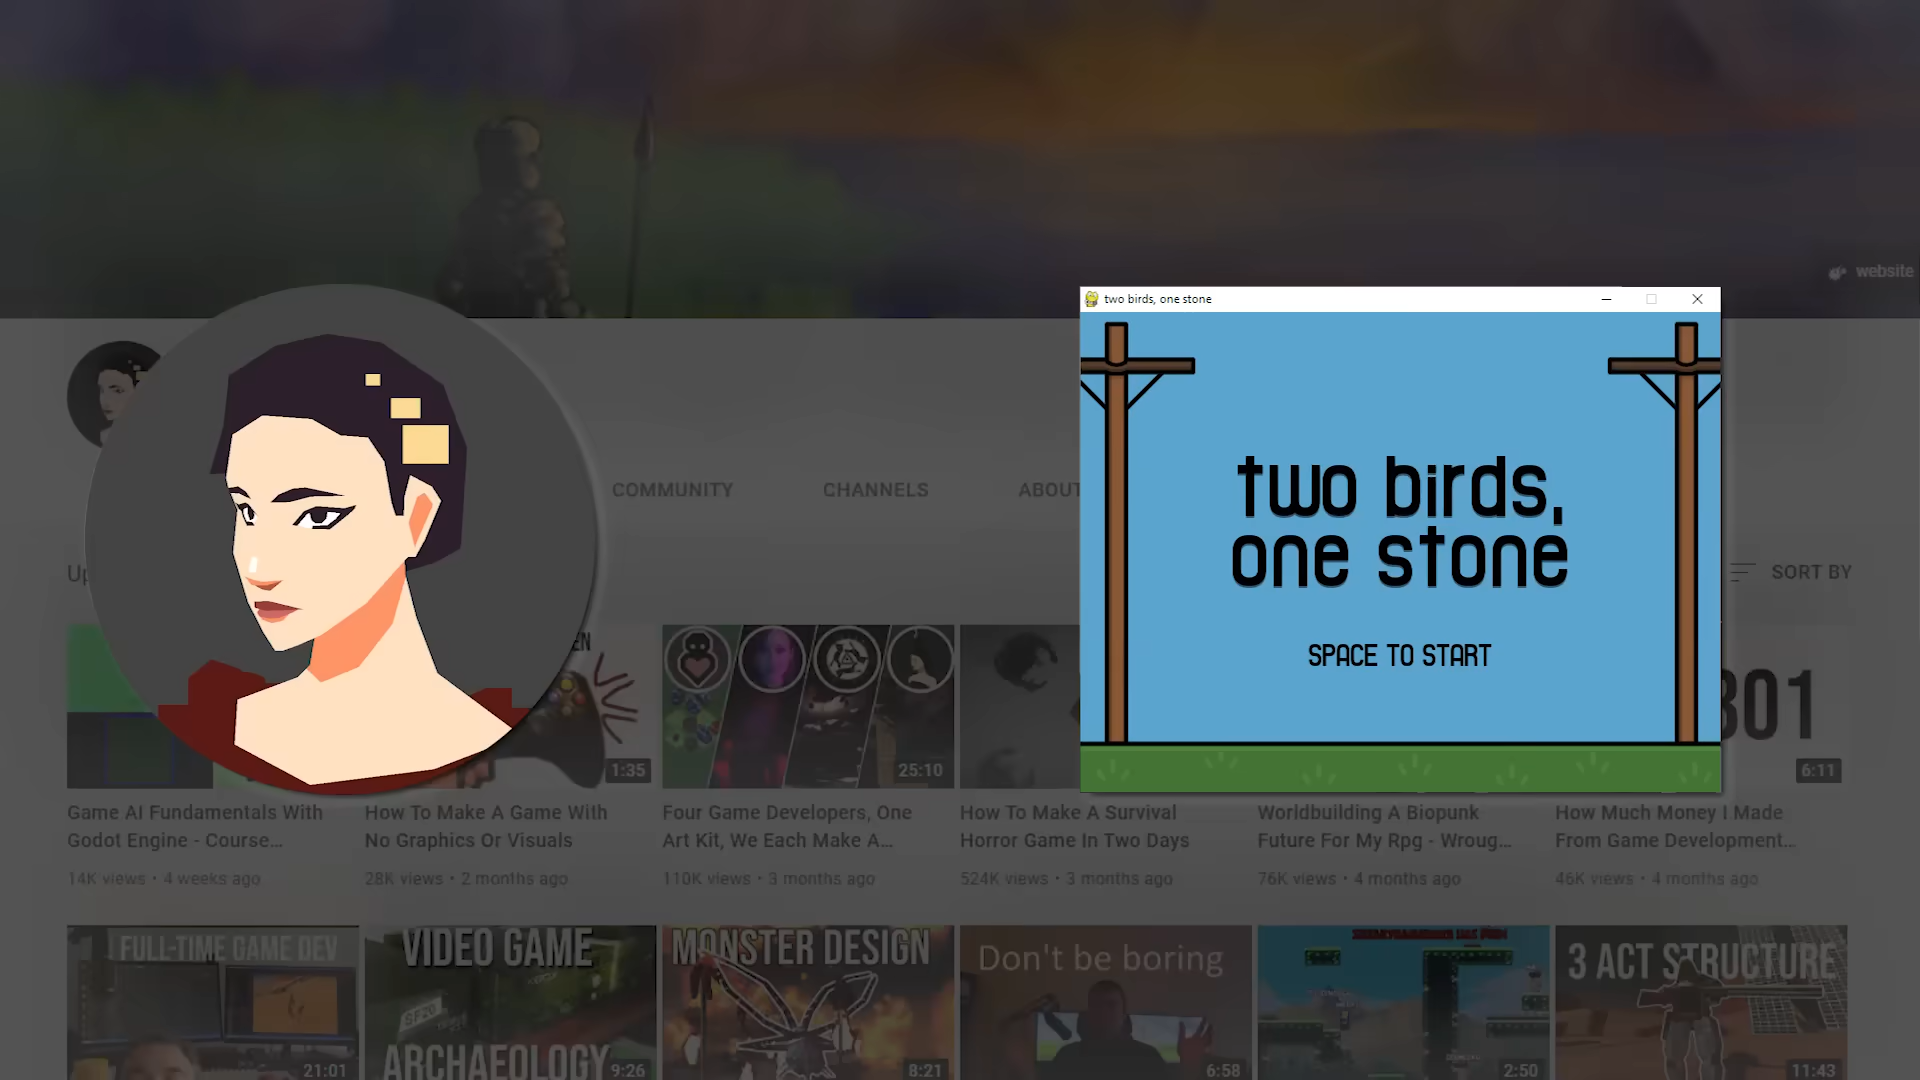 website
two birds, one stone
COMMUNITY
CHANNELS
ABOUT
two birds,
one stone
SPACE TO START
SORT BY
1:35
25:10
6:11
Game AI Fundamentals With
Godot Engine - Course...
14K views • 4 weeks ago
How To Make A Game With
No Graphics Or Visuals
28K views • 2 months ago
Four Game Developers, One
Art Kit, We Each Make A...
110K views • 3 months ago
How To Make A Survival
Horror Game In Two Days
524K views • 3 months ago
Worldbuilding A Biopunk
Future For My Rpg - Wroug...
76K views • 4 months ago
How Much Money I Made
From Game Development...
46K views • 4 months ago
FULL-TIME GAME DEV
21:01
VIDEO GAME
ARCHAEOLOGY
9:26
MONSTER DESIGN
8:21
Don't be boring
6:58
2:50
3 ACT STRUCTURE
11:43